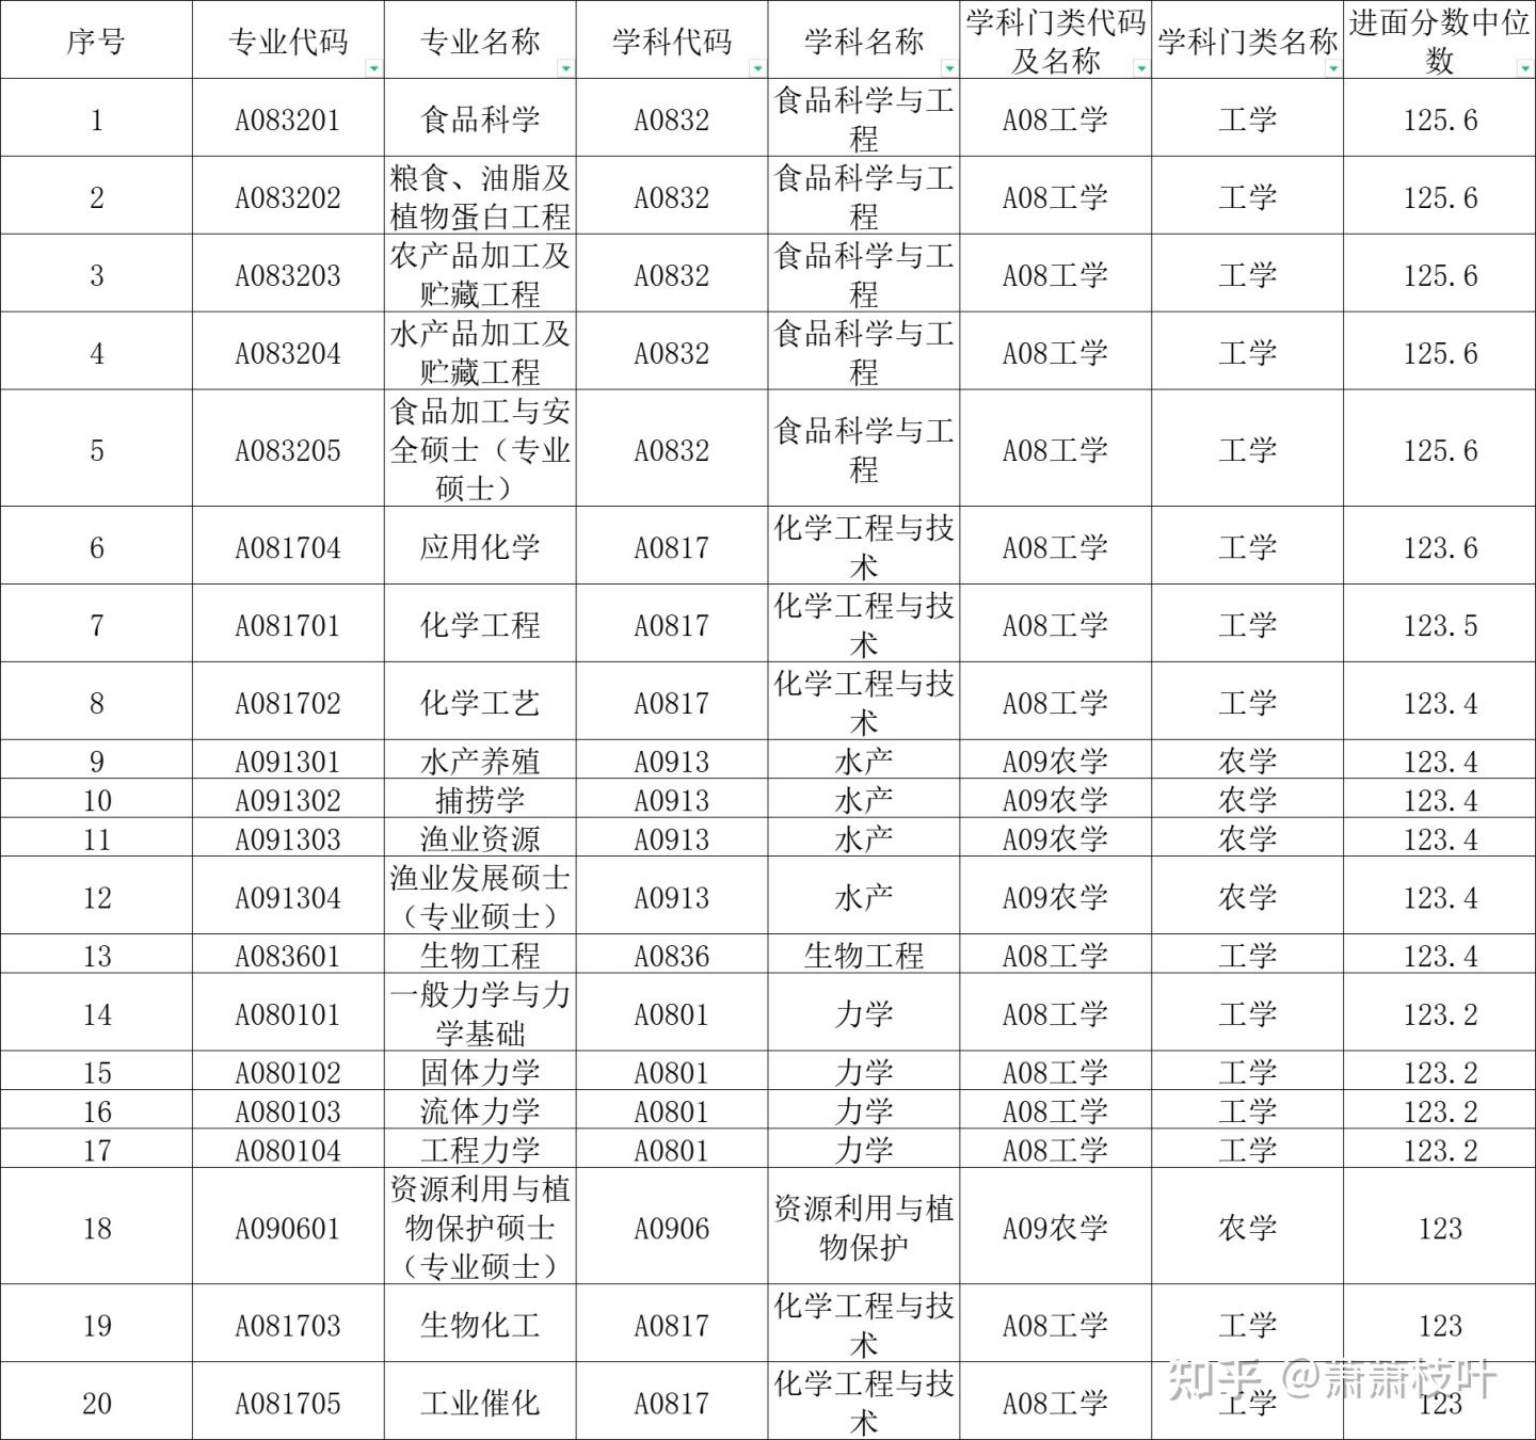 序号 专业代码 专业名称 学科代码 学科名称 学科门类代码及名称 学科门类名称 进面分数中位数
1 A083201 食品科学 A0832 食品科学与工程 A08工学 工学 125.6
2 A083202 粮食、油脂及植物蛋白工程 A0832 食品科学与工程 A08工学 工学 125.6
3 A083203 农产品加工及贮藏工程 A0832 食品科学与工程 A08工学 工学 125.6
4 A083204 水产品加工及贮藏工程 A0832 食品科学与工程 A08工学 工学 125.6
5 A083205 食品加工与安全硕士（专业硕士） A0832 食品科学与工程 A08工学 工学 125.6
6 A081704 应用化学 A0817 化学工程与技术 A08工学 工学 123.6
7 A081701 化学工程 A0817 化学工程与技术 A08工学 工学 123.5
8 A081702 化学工艺 A0817 化学工程与技术 A08工学 工学 123.4
9 A091301 水产养殖 A0913 水产 A09农学 农学 123.4
10 A091302 捕捞学 A0913 水产 A09农学 农学 123.4
11 A091303 渔业资源 A0913 水产 A09农学 农学 123.4
12 A091304 渔业发展硕士（专业硕士） A0913 水产 A09农学 农学 123.4
13 A083601 生物工程 A0836 生物工程 A08工学 工学 123.4
14 A080101 一般力学与力学基础 A0801 力学 A08工学 工学 123.2
15 A080102 固体力学 A0801 力学 A08工学 工学 123.2
16 A080103 流体力学 A0801 力学 A08工学 工学 123.2
17 A080104 工程力学 A0801 力学 A08工学 工学 123.2
18 A090601 资源利用与植物保护硕士（专业硕士） A0906 资源利用与植物保护 A09农学 农学 123
19 A081703 生物化工 A0817 化学工程与技术 A08工学 工学 123
20 A081705 工业催化 A0817 化学工程与技术 A08工学 工学 123
知乎 @萧萧枝叶